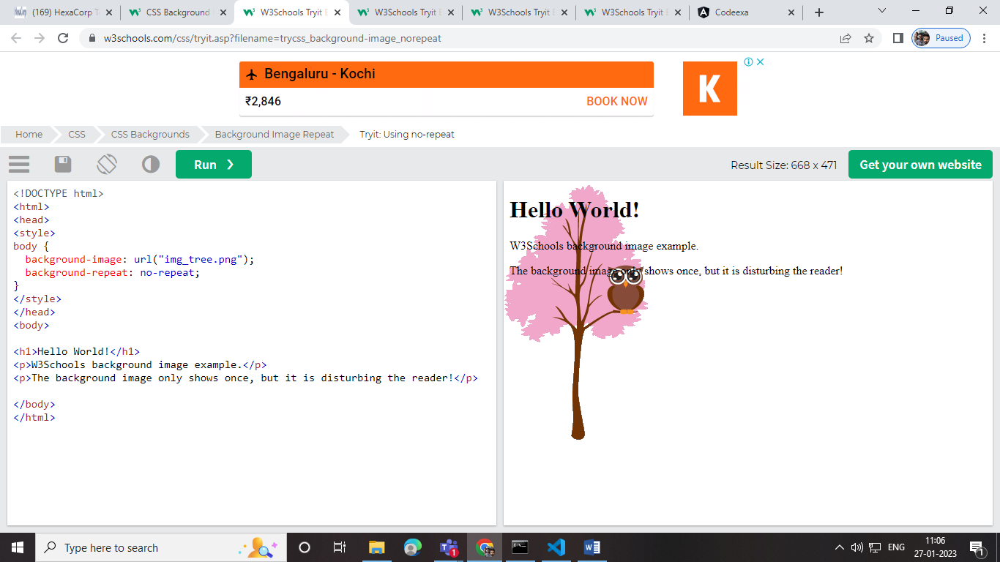 (169) HexaCorp T
CSS Background
W3Schools Tryit E
W3Schools Tryit E
W3Schools Tryit E
W3Schools Tryit E
Codeexa
w3schools.com/css/tryit.asp?filename=trycss_background-image_norepeat
Paused
Bengaluru - Kochi
₹2,846
BOOK NOW
K
Home
CSS
CSS Backgrounds
Background Image Repeat
Tryit: Using no-repeat
Run ❯
Result Size: 668 x 471
Get your own website
<!DOCTYPE html>
<html>
<head>
<style>
body {
  background-image: url("img_tree.png");
  background-repeat: no-repeat;
}
</style>
</head>
<body>
<h1>Hello World!</h1>
<p>W3Schools background image example.</p>
<p>The background image only shows once, but it is disturbing the reader!</p>
</body>
</html>
Hello World!
W3Schools background image example.
The background image only shows once, but it is disturbing the reader!
Type here to search
1
ENG
11:06
27-01-2023
1